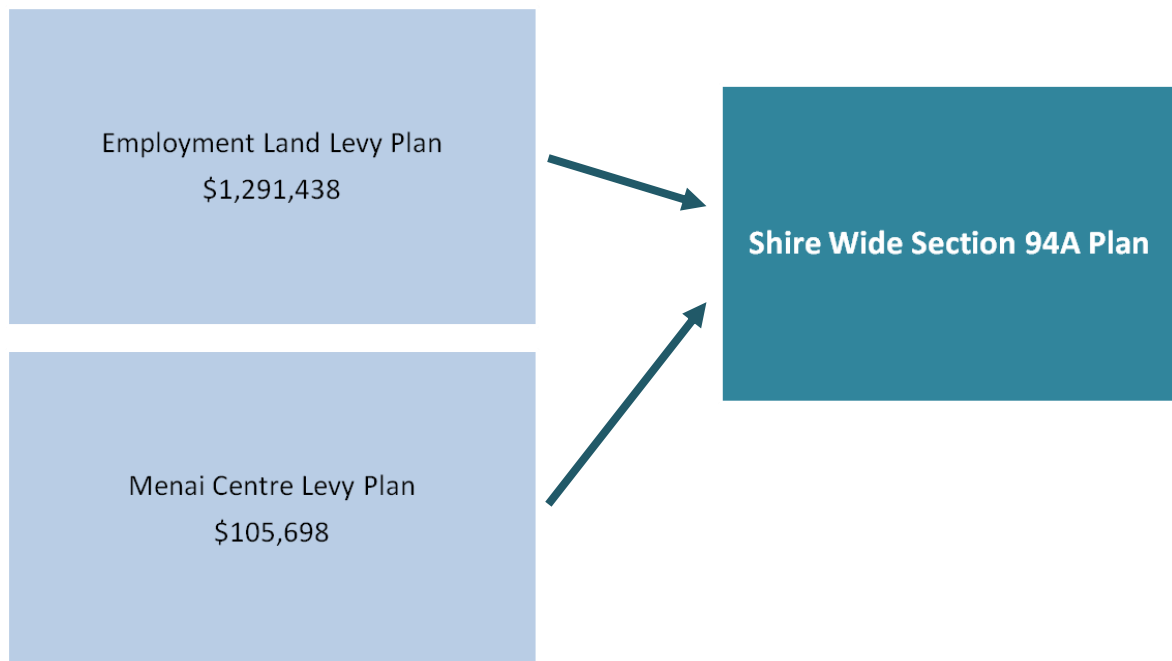 Employment Land Levy Plan
$1,291,438
Shire Wide Section 94A Plan
Menai Centre Levy Plan
$105,698